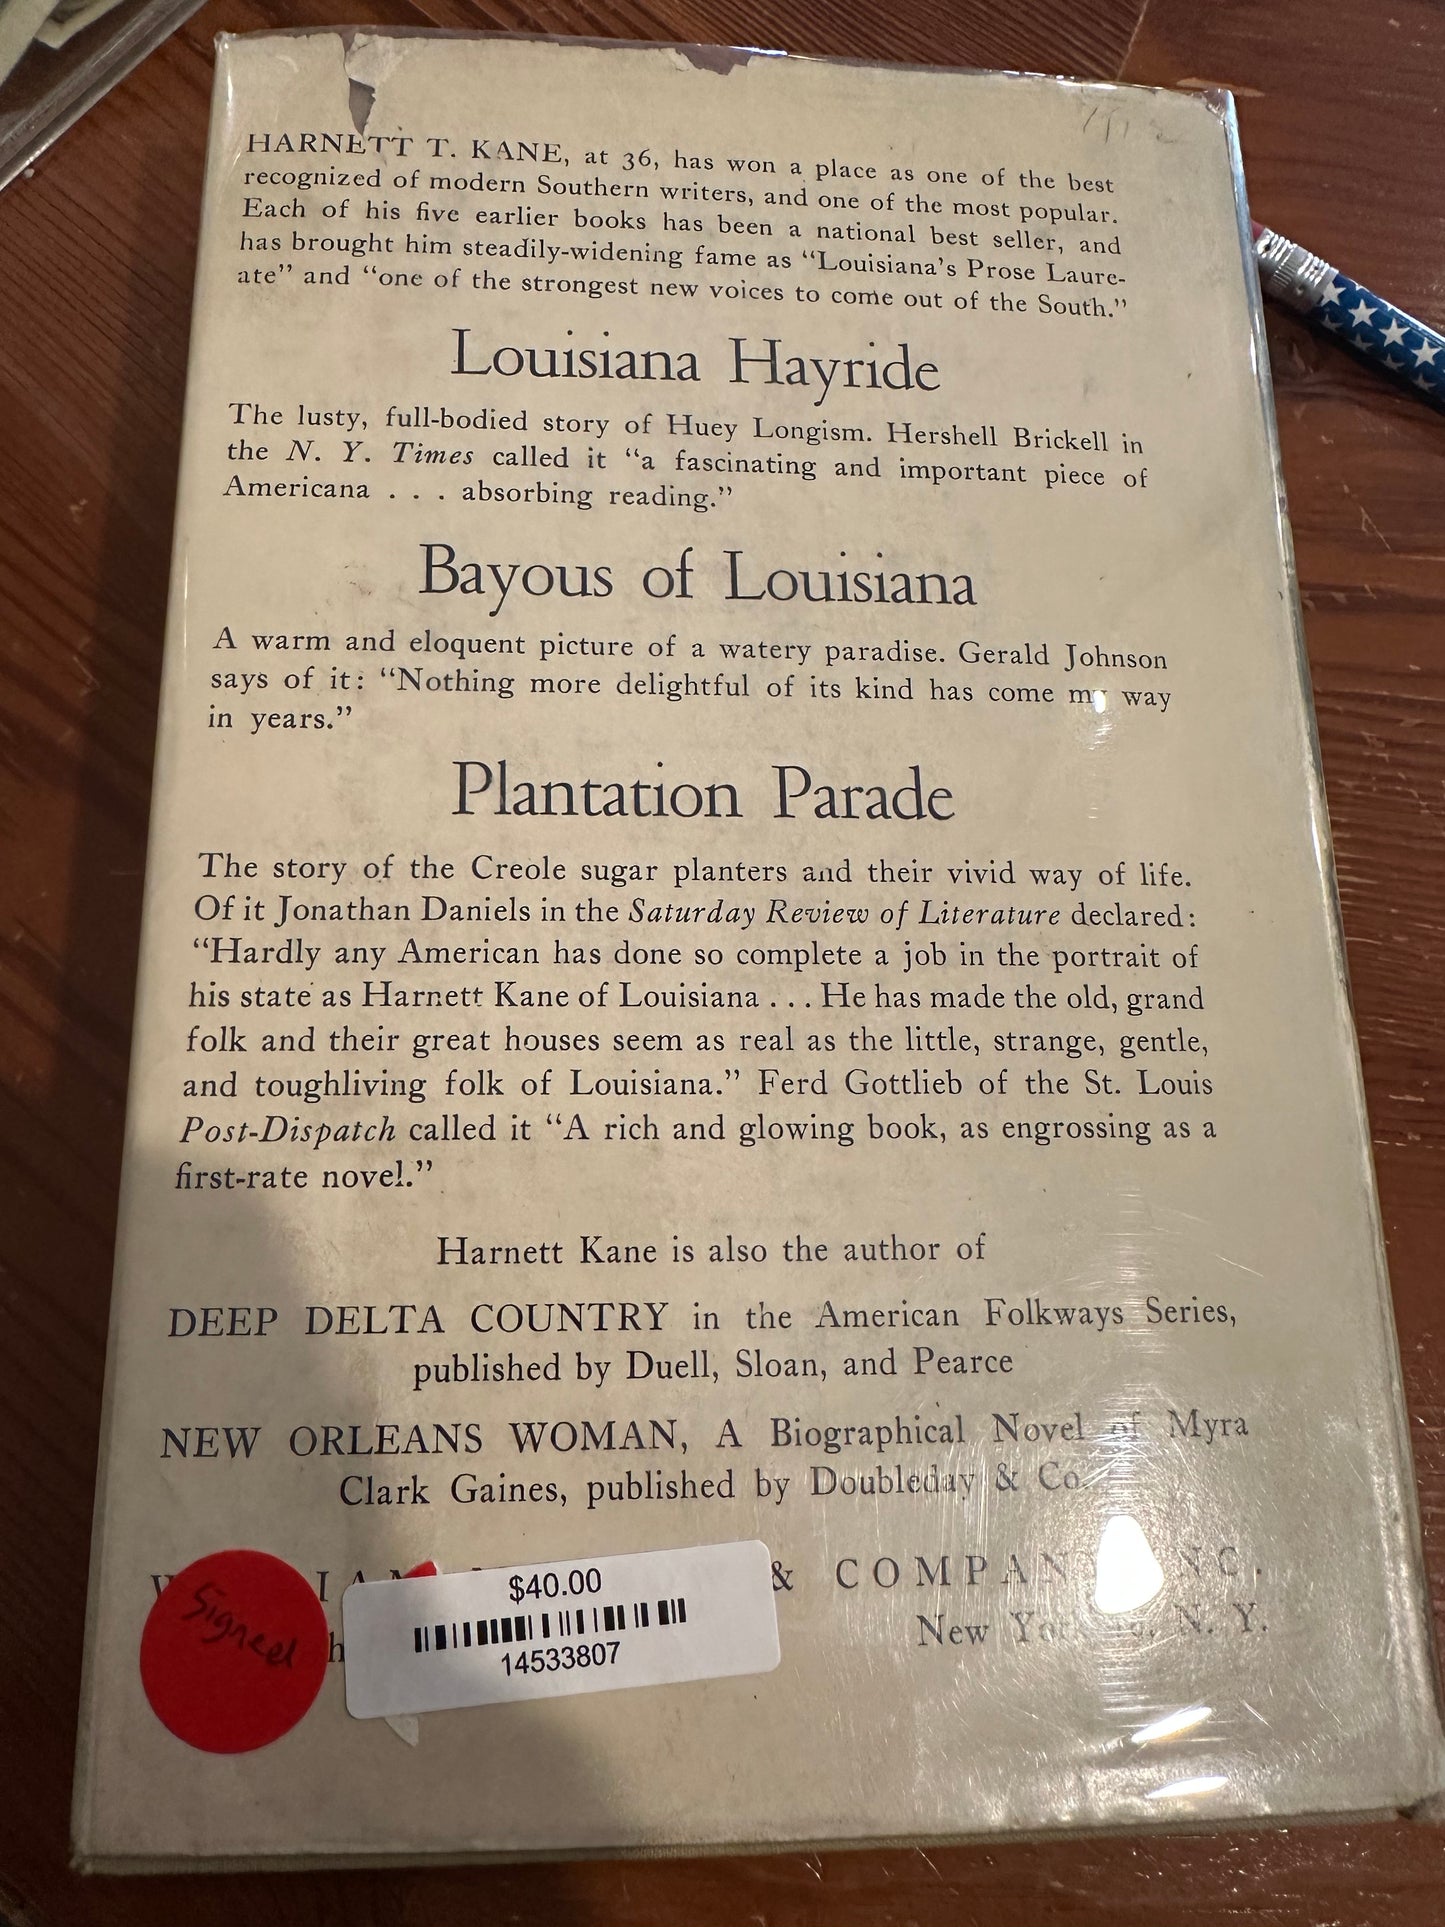 HARNETT T. KANE, at 36, has won a place as one of the best
recognized of modern Southern writers, and one of the most popular.
Each of his five earlier books has been a national best seller, and
has brought him steadily-widening fame as “Louisiana's Prose Laure-
ate” and “one of the strongest new voices to come out of the South.”
Louisiana Hayride
The lusty, full-bodied story of Huey Longism. Hershell Brickell in
the N. Y. Times called it “a fascinating and important piece of
Americana . . . absorbing reading.”
Bayous of Louisiana
A warm and eloquent picture of a watery paradise. Gerald Johnson
says of it: “Nothing more delightful of its kind has come my way
in years.”
Plantation Parade
The story of the Creole sugar planters and their vivid way of life.
Of it Jonathan Daniels in the Saturday Review of Literature declared:
“Hardly any American has done so complete a job in the portrait of
his state as Harnett Kane of Louisiana . . . He has made the old, grand
folk and their great houses seem as real as the little, strange, gentle,
and toughliving folk of Louisiana.” Ferd Gottlieb of the St. Louis
Post-Dispatch called it “A rich and glowing book, as engrossing as a
first-rate novel.”
Harnett Kane is also the author of
DEEP DELTA COUNTRY in the American Folkways Series,
published by Duell, Sloan, and Pearce
NEW ORLEANS WOMAN, A Biographical Novel of Myra
Clark Gaines, published by Doubleday & Co.
& COMPANY INC.
New York N. Y.
Signed
$40.00
14533807